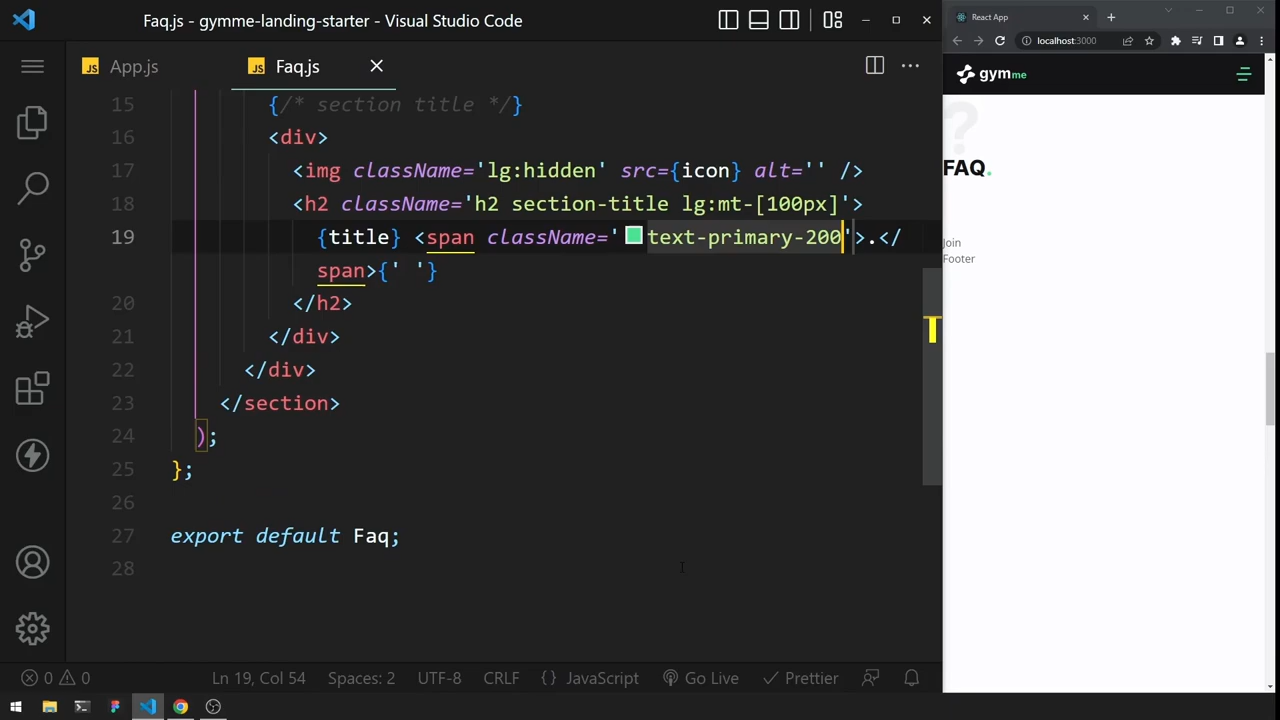 Faq.js - gymme-landing-starter - Visual Studio Code
React App
App.js
Faq.js
localhost:3000
gymme
15 {/* section title */}
16 <div>
17 <img className='lg:hidden' src={icon} alt='' />
18 <h2 className='h2 section-title lg:mt-[100px]'>
19 {title} <span className='text-primary-200'>.</
span>{' '}
20 </h2>
21 </div>
22 </div>
23 </section>
24 );
25 };
26
27 export default Faq;
28
?
FAQ.
Join
Footer
0 0 Ln 19, Col 54 Spaces: 2 UTF-8 CRLF {} JavaScript Go Live Prettier